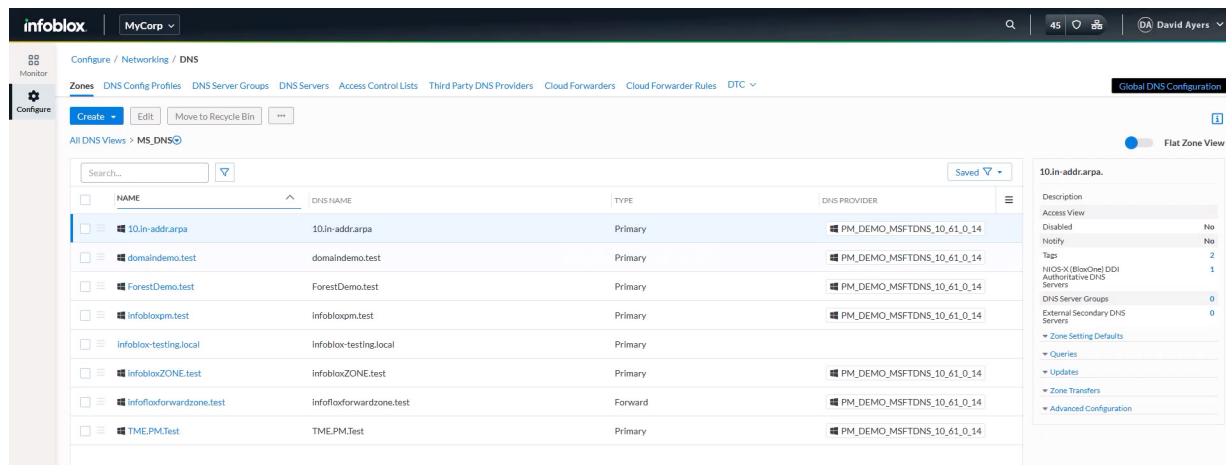 infoblox. MyCorp 45 DA David Ayers
Monitor
Configure
Configure / Networking / DNS
Zones DNS Config Profiles DNS Server Groups DNS Servers Access Control Lists Third Party DNS Providers Cloud Forwarders Cloud Forwarder Rules DTC
Global DNS Configuration
Create Edit Move to Recycle Bin ...
All DNS Views > MS_DNS
Flat Zone View
Search... Saved
NAME DNS NAME TYPE DNS PROVIDER
10.in-addr.arpa 10.in-addr.arpa Primary PM_DEMO_MSFTDNS_10_61_0_14
domaindemo.test domaindemo.test Primary PM_DEMO_MSFTDNS_10_61_0_14
ForestDemo.test ForestDemo.test Primary PM_DEMO_MSFTDNS_10_61_0_14
infobloxpm.test infobloxpm.test Primary PM_DEMO_MSFTDNS_10_61_0_14
infoblox-testing.local infoblox-testing.local Primary
infobloxZONE.test infobloxZONE.test Primary PM_DEMO_MSFTDNS_10_61_0_14
infofloxforwardzone.test infofloxforwardzone.test Forward PM_DEMO_MSFTDNS_10_61_0_14
TME.PM.Test TME.PM.Test Primary PM_DEMO_MSFTDNS_10_61_0_14
10.in-addr.arpa.
Description
Access View
Disabled No
Notify No
Tags 2
NIOS-X (BloxOne) DDI 1
Authoritative DNS
Servers
DNS Server Groups 0
External Secondary DNS 0
Servers
Zone Setting Defaults
Queries
Updates
Zone Transfers
Advanced Configuration